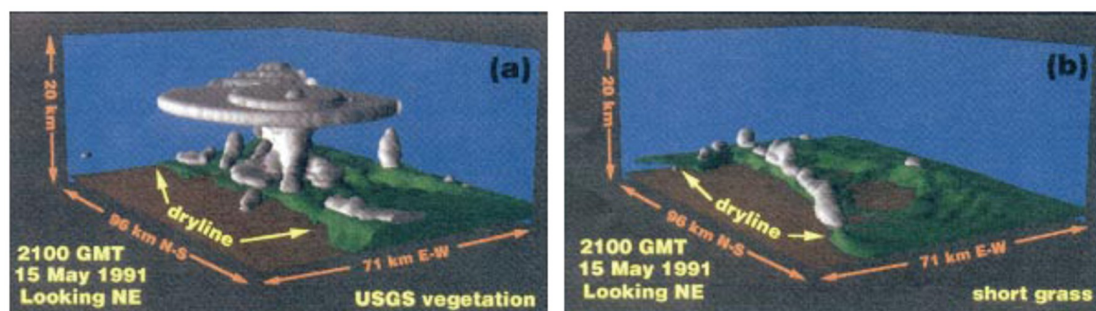 (a)
20 km
dryline
96 km N-S
71 km E-W
2100 GMT
15 May 1991
Looking NE
USGS vegetation
(b)
20 km
dryline
96 km N-S
71 km E-W
2100 GMT
15 May 1991
Looking NE
short grass